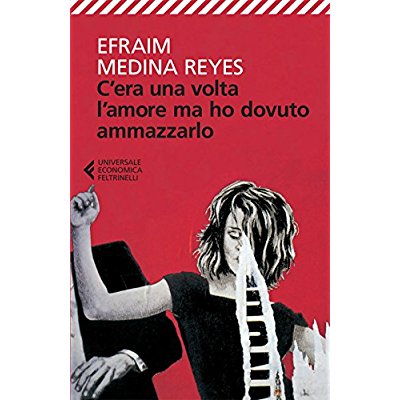 EFRAIM
MEDINA REYES
C'era una volta
l'amore ma ho dovuto
ammazzarlo
UNIVERSALE
ECONOMICA
FELTRINELLI